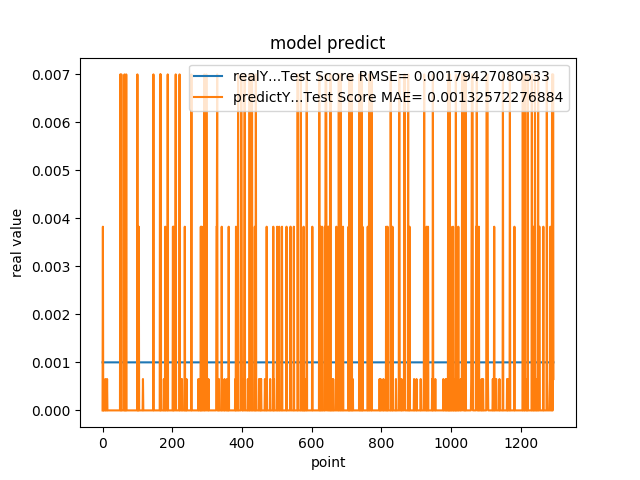 model predict
realY...Test Score RMSE= 0.00179427080533
predictY...Test Score MAE= 0.00132572276884
0.007
0.006
0.005
0.004
0.003
0.002
0.001
0.000
real value
0 200 400 600 800 1000 1200
point